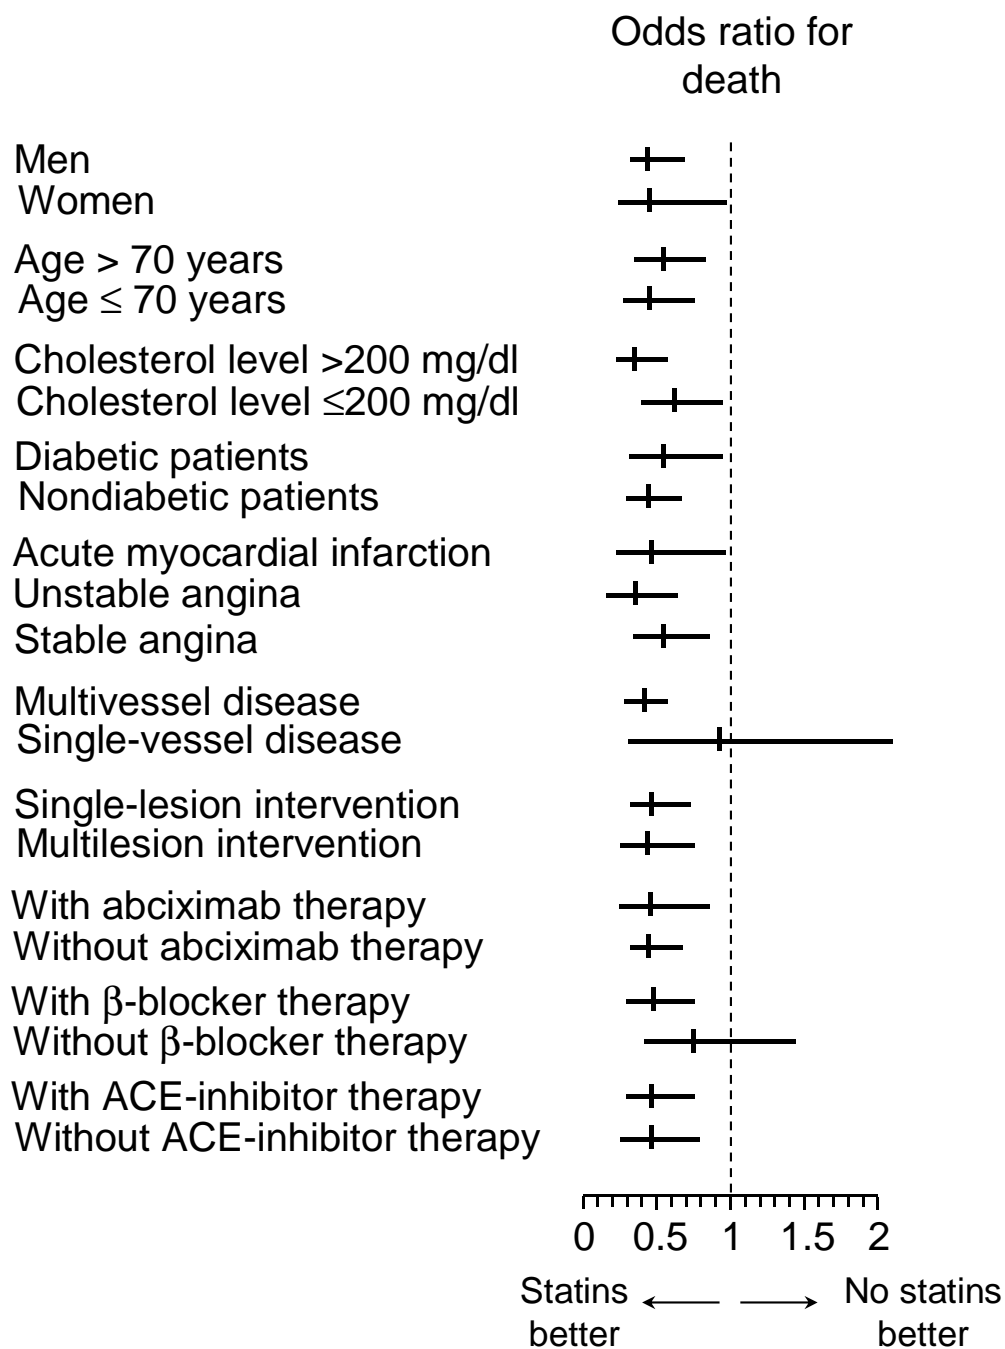 Odds ratio for
death
Men
Women
Age > 70 years
Age ≤ 70 years
Cholesterol level >200 mg/dl
Cholesterol level ≤200 mg/dl
Diabetic patients
Nondiabetic patients
Acute myocardial infarction
Unstable angina
Stable angina
Multivessel disease
Single-vessel disease
Single-lesion intervention
Multilesion intervention
With abciximab therapy
Without abciximab therapy
With β-blocker therapy
Without β-blocker therapy
With ACE-inhibitor therapy
Without ACE-inhibitor therapy
0 0.5 1 1.5 2
Statins No statins
better better